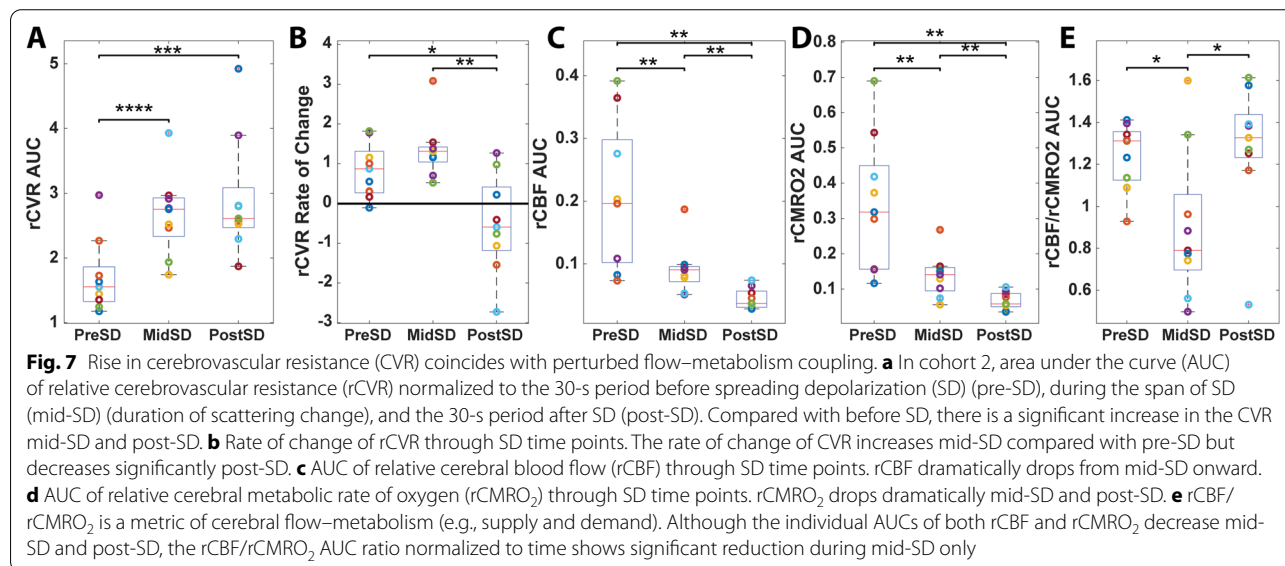 A B C D E
*** **** 
* **
** ** **
** ** **
* *
rCVR AUC
5
4
3
2
1
PreSD MidSD PostSD
rCVR Rate of Change
4
3
2
1
0
-1
-2
-3
PreSD MidSD PostSD
rCBF AUC
0.4
0.3
0.2
0.1
PreSD MidSD PostSD
rCMRO2 AUC
0.8
0.7
0.6
0.5
0.4
0.3
0.2
0.1
PreSD MidSD PostSD
rCBF/rCMRO2 AUC
1.6
1.4
1.2
1
0.8
0.6
PreSD MidSD PostSD
Fig. 7 Rise in cerebrovascular resistance (CVR) coincides with perturbed flow–metabolism coupling. a In cohort 2, area under the curve (AUC)
of relative cerebrovascular resistance (rCVR) normalized to the 30-s period before spreading depolarization (SD) (pre-SD), during the span of SD
(mid-SD) (duration of scattering change), and the 30-s period after SD (post-SD). Compared with before SD, there is a significant increase in the CVR
mid-SD and post-SD. b Rate of change of rCVR through SD time points. The rate of change of CVR increases mid-SD compared with pre-SD but
decreases significantly post-SD. c AUC of relative cerebral blood flow (rCBF) through SD time points. rCBF dramatically drops from mid-SD onward.
d AUC of relative cerebral metabolic rate of oxygen (rCMRO₂) through SD time points. rCMRO₂ drops dramatically mid-SD and post-SD. e rCBF/
rCMRO₂ is a metric of cerebral flow–metabolism (e.g., supply and demand). Although the individual AUCs of both rCBF and rCMRO₂ decrease mid-
SD and post-SD, the rCBF/rCMRO₂ AUC ratio normalized to time shows significant reduction during mid-SD only